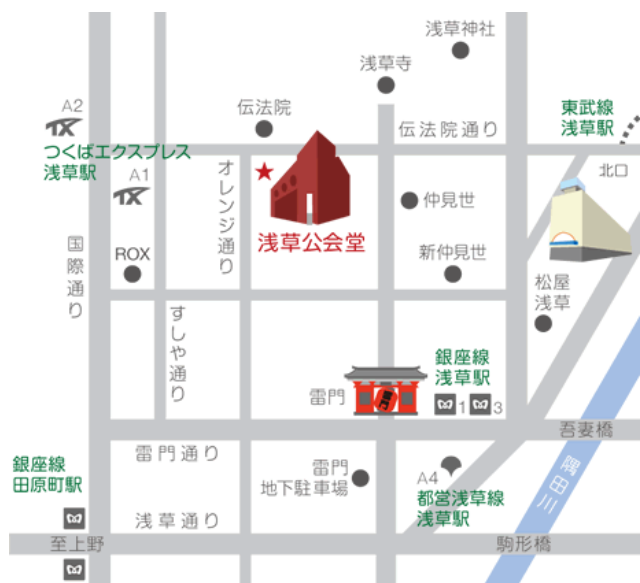 浅草神社
浅草寺
A2
伝法院
伝法院通り
東武線
浅草駅
つくばエクスプレス
浅草駅
北口
A1
オレンジ通り
仲見世
国際通り
ROX
浅草公会堂
新仲見世
松屋
浅草
すしや通り
銀座線
浅草駅
雷門
1
3
吾妻橋
雷門通り
銀座線
田原町駅
雷門
地下駐車場
A4
都営浅草線
浅草駅
隅田川
浅草通り
至上野
駒形橋